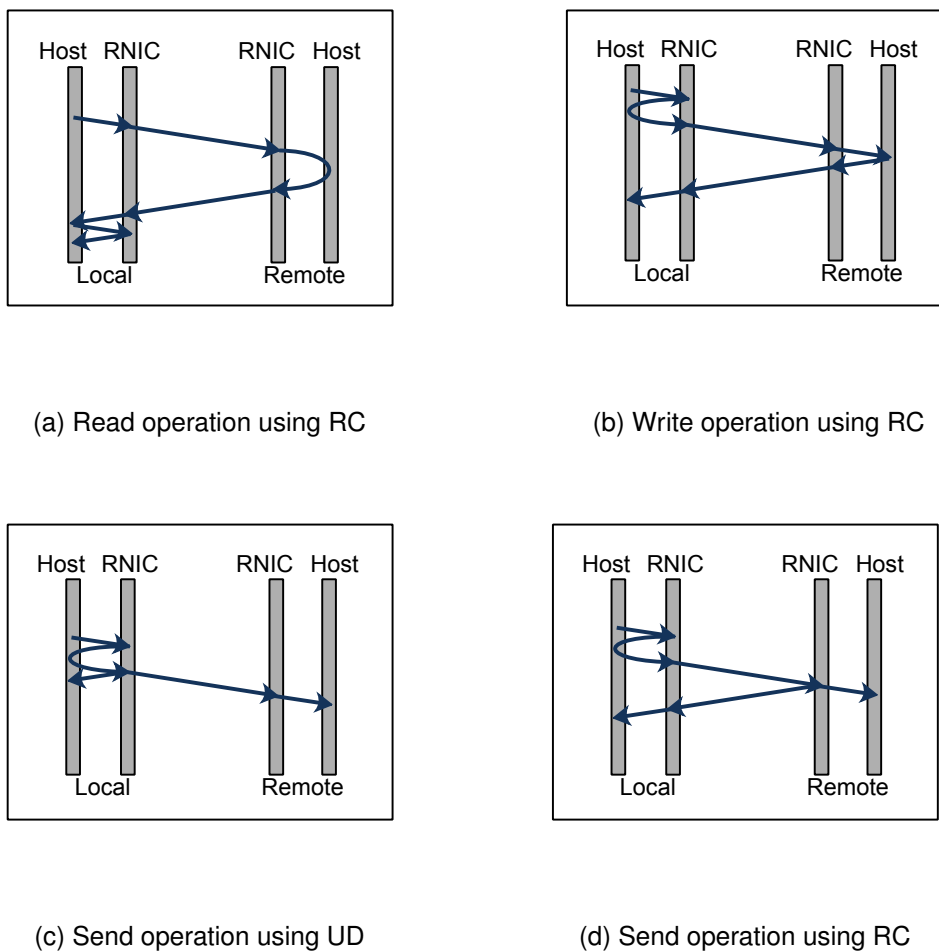 Host RNIC RNIC Host
Local Remote
(a) Read operation using RC
Host RNIC RNIC Host
Local Remote
(b) Write operation using RC
Host RNIC RNIC Host
Local Remote
(c) Send operation using UD
Host RNIC RNIC Host
Local Remote
(d) Send operation using RC